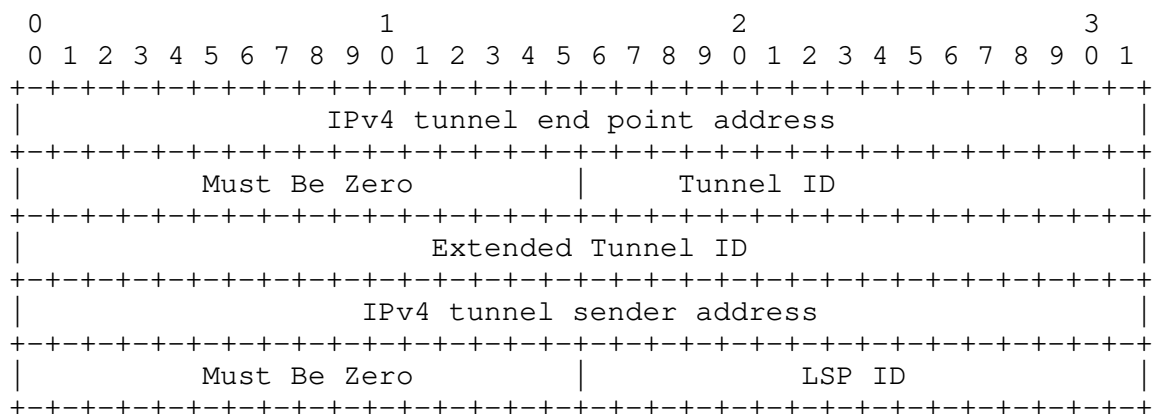 0                   1                   2                   3
 0 1 2 3 4 5 6 7 8 9 0 1 2 3 4 5 6 7 8 9 0 1 2 3 4 5 6 7 8 9 0 1
+-+-+-+-+-+-+-+-+-+-+-+-+-+-+-+-+-+-+-+-+-+-+-+-+-+-+-+-+-+-+-+-+
|                 IPv4 tunnel end point address                 |
+-+-+-+-+-+-+-+-+-+-+-+-+-+-+-+-+-+-+-+-+-+-+-+-+-+-+-+-+-+-+-+-+
|          Must Be Zero         |     Tunnel ID                 |
+-+-+-+-+-+-+-+-+-+-+-+-+-+-+-+-+-+-+-+-+-+-+-+-+-+-+-+-+-+-+-+-+
|                       Extended Tunnel ID                      |
+-+-+-+-+-+-+-+-+-+-+-+-+-+-+-+-+-+-+-+-+-+-+-+-+-+-+-+-+-+-+-+-+
|                   IPv4 tunnel sender address                  |
+-+-+-+-+-+-+-+-+-+-+-+-+-+-+-+-+-+-+-+-+-+-+-+-+-+-+-+-+-+-+-+-+
|          Must Be Zero         |            LSP ID             |
+-+-+-+-+-+-+-+-+-+-+-+-+-+-+-+-+-+-+-+-+-+-+-+-+-+-+-+-+-+-+-+-+